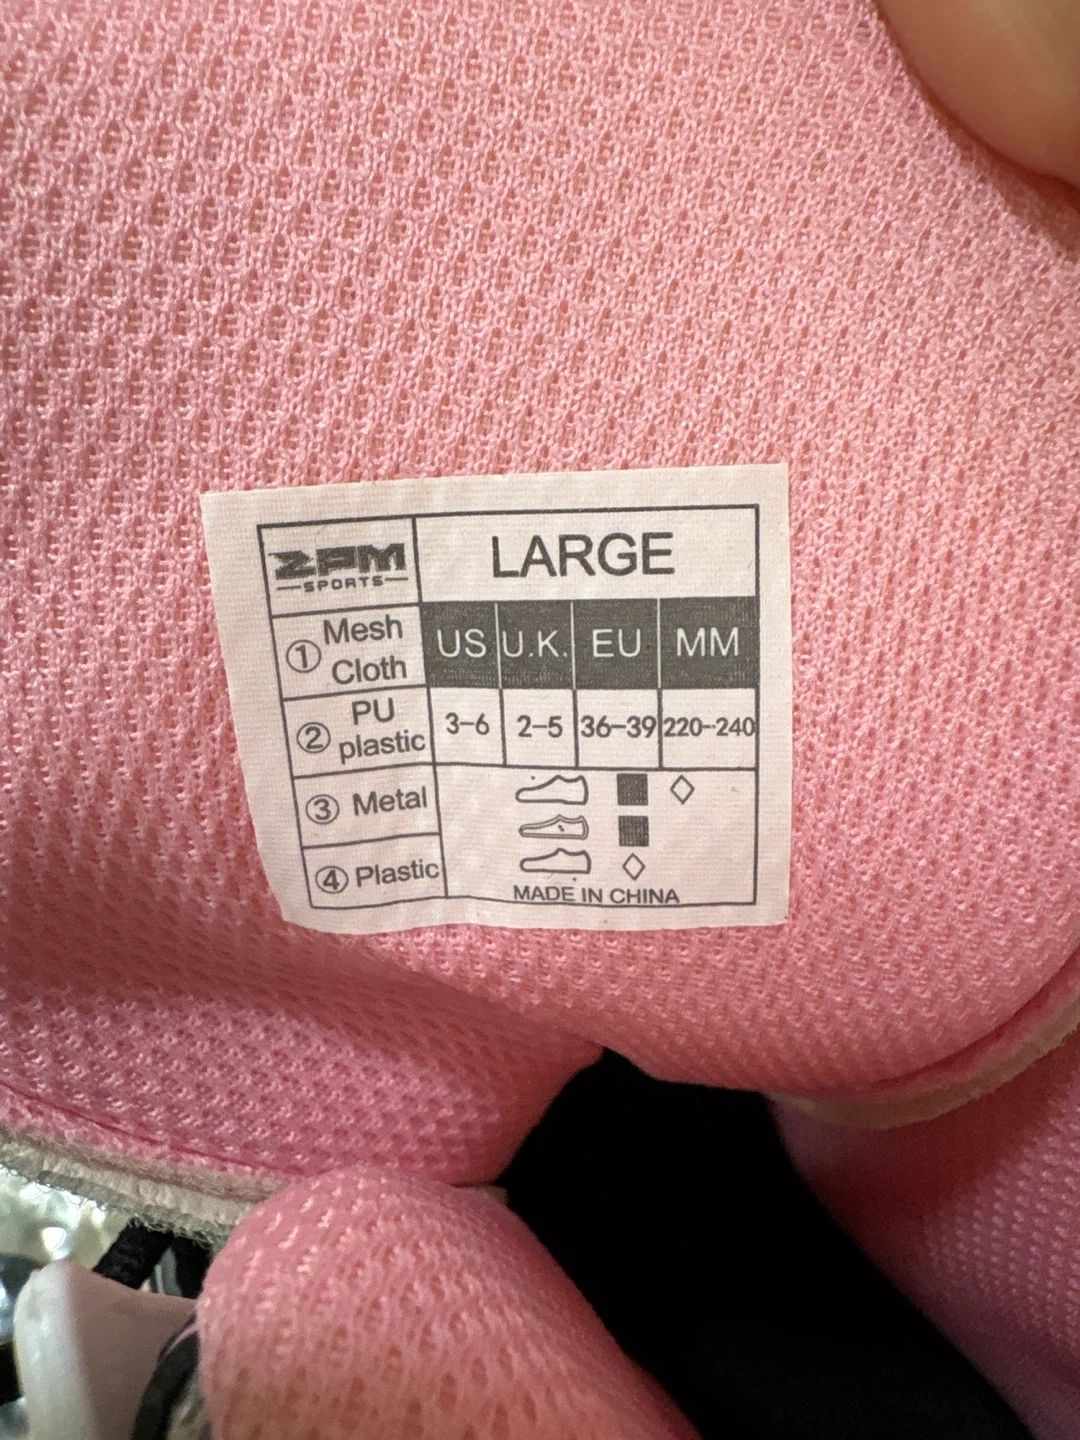 ZPM
SPORTS
LARGE
① Mesh Cloth
US U.K. EU MM
② PU plastic
3-6 2-5 36-39 220-240
③ Metal
④ Plastic
MADE IN CHINA